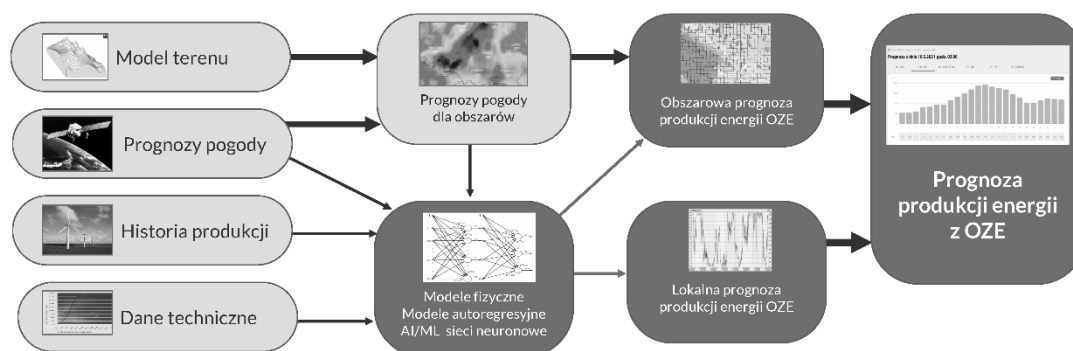 Model terenu
Prognozy pogody
Historia produkcji
Dane techniczne
Prognozy pogody
dla obszarów
Modele fizyczne
Modele autoregresyjne
AI/ML sieci neuronowe
Obszarowa prognoza
produkcji energii OZE
Lokalna prognoza
produkcji energii OZE
Prognoza
produkcji energii
z OZE